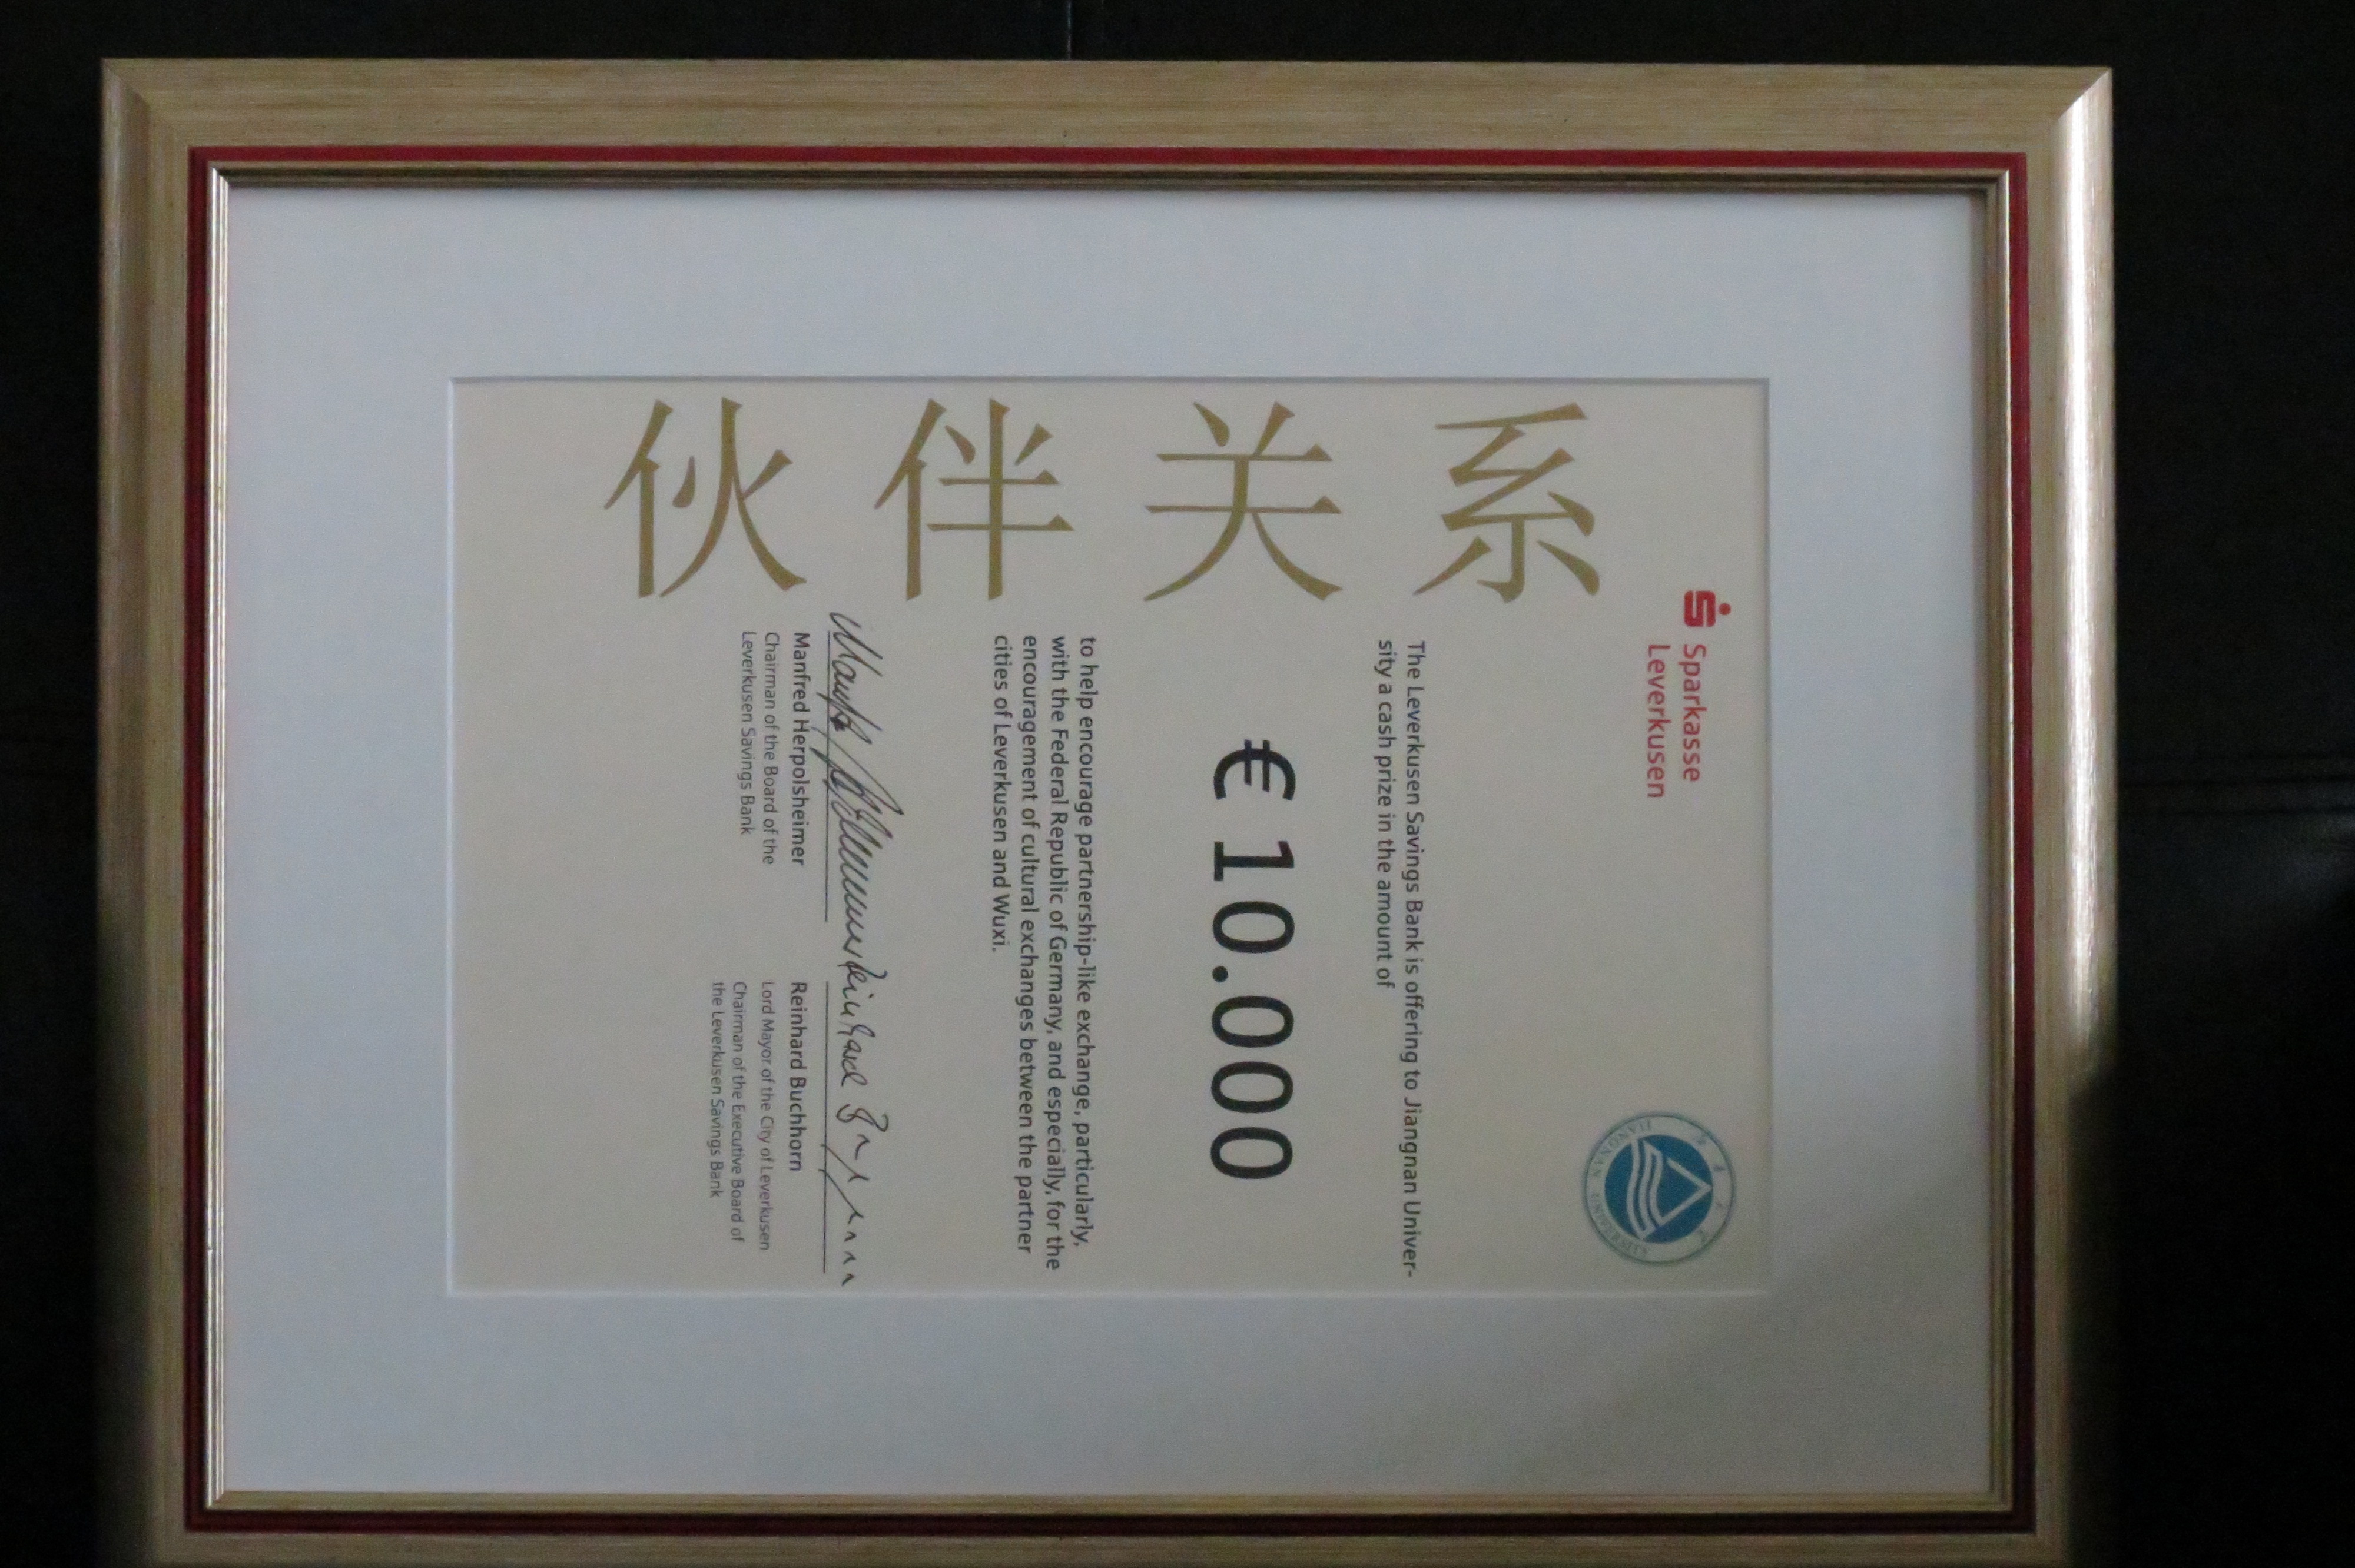 伙伴关系
Sparkasse
Leverkusen
JIANGNAN UNIVERSITY
The Leverkusen Savings Bank is offering to Jiangnan Univer-
sity a cash prize in the amount of
€ 10.000
to help encourage partnership-like exchange, particularly,
with the Federal Republic of Germany, and especially, for the
encouragement of cultural exchanges between the partner
cities of Leverkusen and Wuxi.
Manfred Herpolsheimer
Chairman of the Board of the
Leverkusen Savings Bank
Reinhard Buchhorn
Lord Mayor of the City of Leverkusen
Chairman of the Executive Board of
the Leverkusen Savings Bank